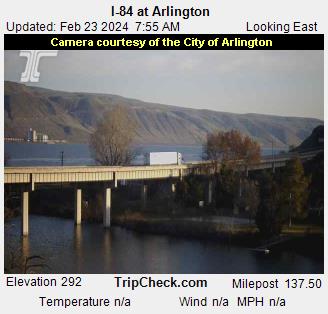 I-84 at Arlington
Updated: Feb 23 2024 7:55 AM Looking East
Camera courtesy of the City of Arlington
Elevation 292 TripCheck.com Milepost 137.50
Temperature n/a Wind n/a MPH n/a